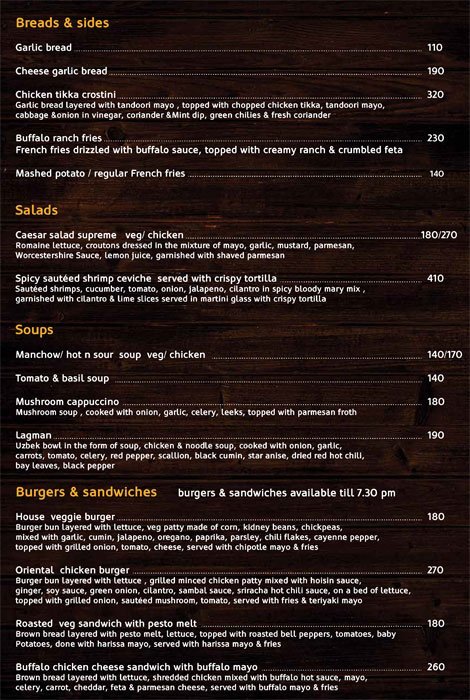 Breads & sides
Garlic bread 110
Cheese garlic bread 190
Chicken tikka crostini 320
Garlic bread layered with tandoori mayo , topped with chopped chicken tikka, tandoori mayo,
cabbage &onion in vinegar, coriander &Mint dip, green chilies & fresh coriander
Buffalo ranch fries 230
French fries drizzled with buffalo sauce, topped with creamy ranch & crumbled feta
Mashed potato / regular French fries 140
Salads
Caesar salad supreme veg/ chicken 180/270
Romaine lettuce, croutons dressed in the mixture of mayo, garlic, mustard, parmesan,
Worcestershire Sauce, lemon juice, garnished with shaved parmesan
Spicy sautéed shrimp ceviche served with crispy tortilla 410
Sautéed shrimps, cucumber, tomato, onion, jalapeno, cilantro in spicy bloody mary mix ,
garnished with cilantro & lime slices served in martini glass with crispy tortilla
Soups
Manchow/ hot n sour soup veg/ chicken 140/170
Tomato & basil soup 140
Mushroom cappuccino 180
Mushroom soup , cooked with onion, garlic, celery, leeks, topped with parmesan froth
Lagman 190
Uzbek bowl in the form of soup, chicken & noodle soup, cooked with onion, garlic,
carrots, tomato, celery, red pepper, scallion, black cumin, star anise, dried red hot chili,
bay leaves, black pepper
Burgers & sandwiches burgers & sandwiches available till 7.30 pm
House veggie burger 180
Burger bun layered with lettuce, veg patty made of corn, kidney beans, chickpeas,
mixed with garlic, cumin, jalapeno, oregano, paprika, parsley, chili flakes, cayenne pepper,
topped with grilled onion, tomato, cheese, served with chipotle mayo & fries
Oriental chicken burger 270
Burger bun layered with lettuce , grilled minced chicken patty mixed with hoisin sauce,
ginger, soy sauce, green onion, cilantro, sambal sauce, sriracha hot chili sauce, on a bed of lettuce,
topped with grilled onion, sautéed mushroom, tomato, served with fries & teriyaki mayo
Roasted veg sandwich with pesto melt 180
Brown bread layered with pesto melt, lettuce, topped with roasted bell peppers, tomatoes, baby
Potatoes, done with harissa mayo, served with harissa mayo & fries
Buffalo chicken cheese sandwich with buffalo mayo 260
Brown bread layered with lettuce, shredded chicken mixed with buffalo hot sauce, mayo,
celery, carrot, cheddar, feta & parmesan cheese, served with buffalo mayo & fries